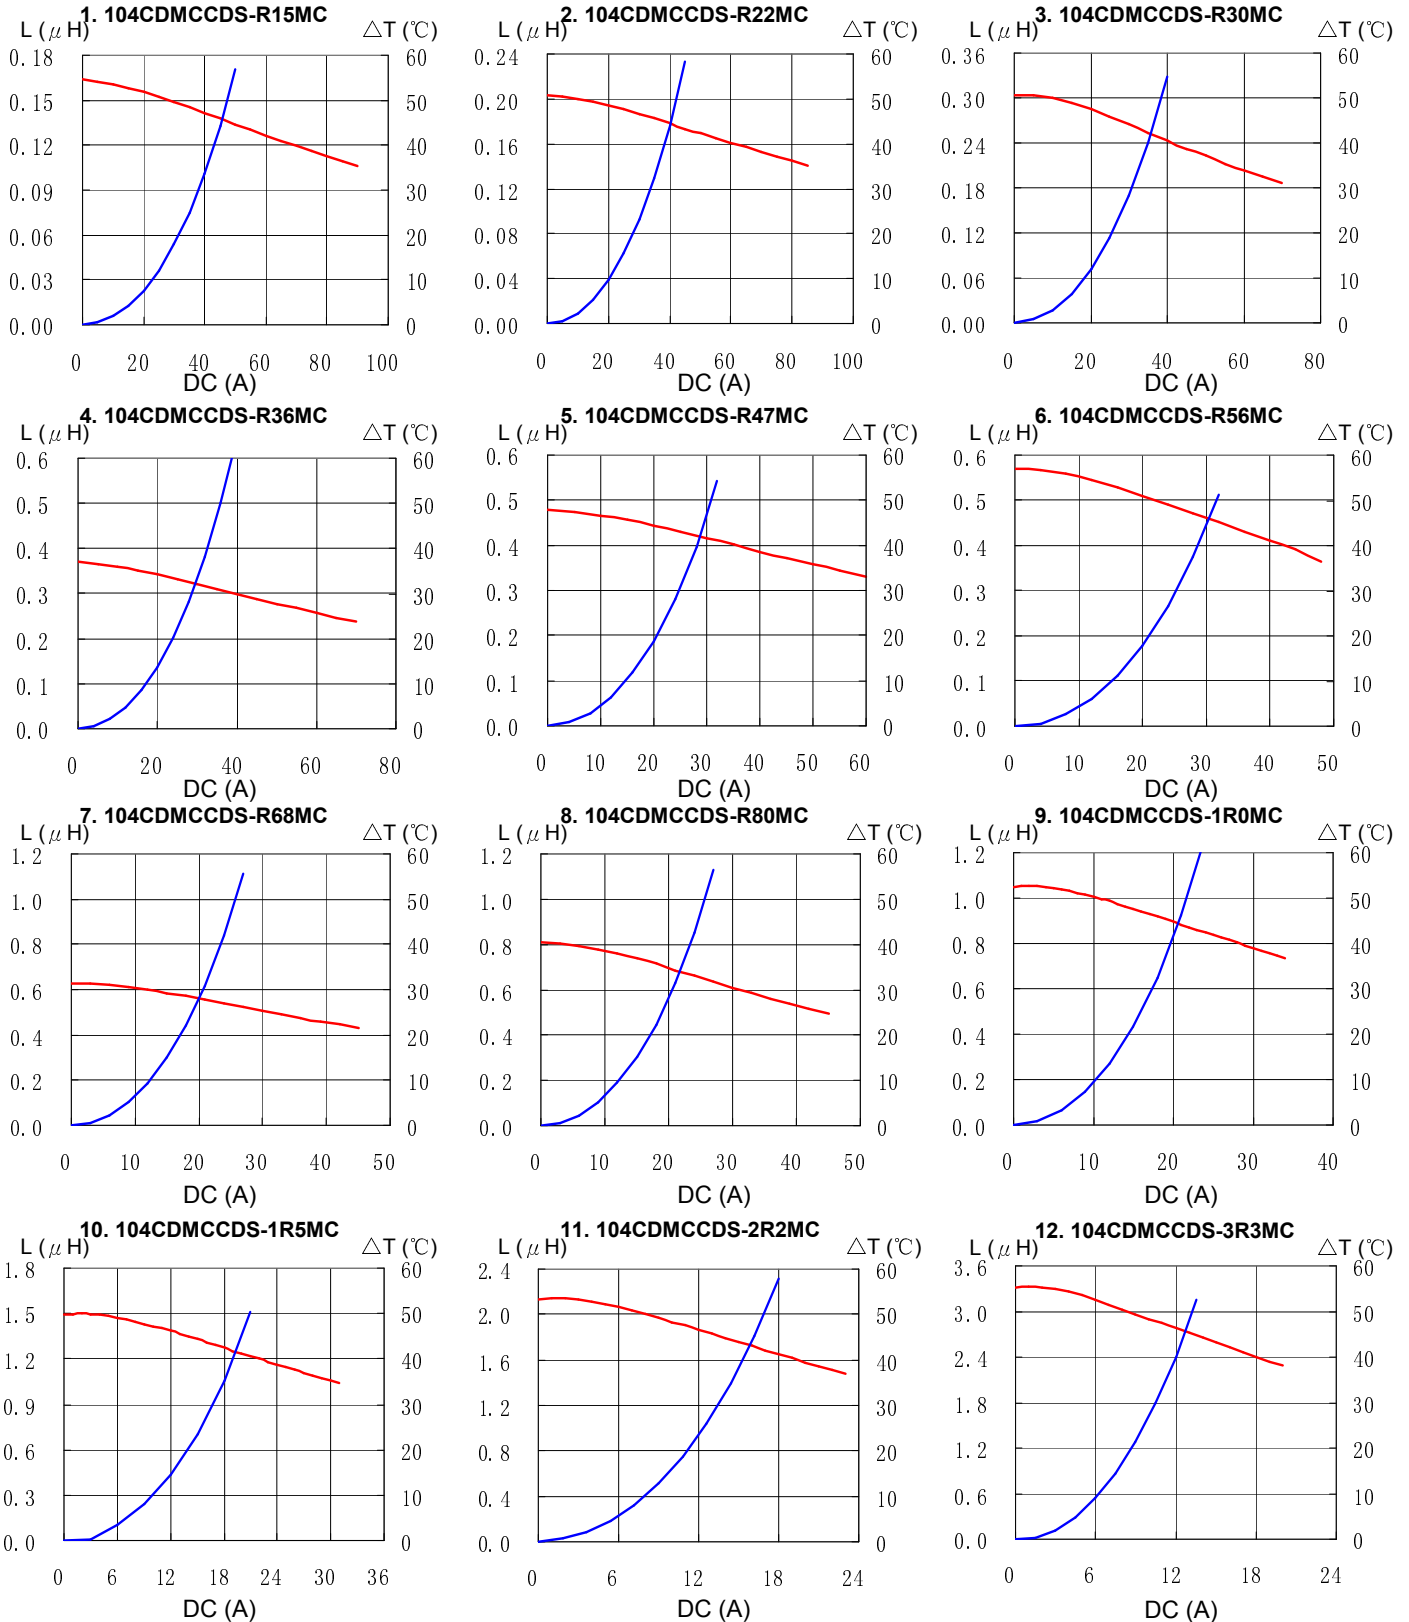 1. 104CDMCCDS-R15MC
L (μH)
△T (℃)
0.18
0.15
0.12
0.09
0.06
0.03
0.00
60
50
40
30
20
10
0
0 20 40 60 80 100
DC (A)
2. 104CDMCCDS-R22MC
L (μH)
△T (℃)
0.24
0.20
0.16
0.12
0.08
0.04
0.00
60
50
40
30
20
10
0
0 20 40 60 80 100
DC (A)
3. 104CDMCCDS-R30MC
L (μH)
△T (℃)
0.36
0.30
0.24
0.18
0.12
0.06
0.00
60
50
40
30
20
10
0
0 20 40 60 80
DC (A)
4. 104CDMCCDS-R36MC
L (μH)
△T (℃)
0.6
0.5
0.4
0.3
0.2
0.1
0.0
60
50
40
30
20
10
0
0 20 40 60 80
DC (A)
5. 104CDMCCDS-R47MC
L (μH)
△T (℃)
0.6
0.5
0.4
0.3
0.2
0.1
0.0
60
50
40
30
20
10
0
0 10 20 30 40 50 60
DC (A)
6. 104CDMCCDS-R56MC
L (μH)
△T (℃)
0.6
0.5
0.4
0.3
0.2
0.1
0.0
60
50
40
30
20
10
0
0 10 20 30 40 50
DC (A)
7. 104CDMCCDS-R68MC
L (μH)
△T (℃)
1.2
1.0
0.8
0.6
0.4
0.2
0.0
60
50
40
30
20
10
0
0 10 20 30 40 50
DC (A)
8. 104CDMCCDS-R80MC
L (μH)
△T (℃)
1.2
1.0
0.8
0.6
0.4
0.2
0.0
60
50
40
30
20
10
0
0 10 20 30 40 50
DC (A)
9. 104CDMCCDS-1R0MC
L (μH)
△T (℃)
1.2
1.0
0.8
0.6
0.4
0.2
0.0
60
50
40
30
20
10
0
0 10 20 30 40
DC (A)
10. 104CDMCCDS-1R5MC
L (μH)
△T (℃)
1.8
1.5
1.2
0.9
0.6
0.3
0.0
60
50
40
30
20
10
0
0 6 12 18 24 30 36
DC (A)
11. 104CDMCCDS-2R2MC
L (μH)
△T (℃)
2.4
2.0
1.6
1.2
0.8
0.4
0.0
60
50
40
30
20
10
0
0 6 12 18 24
DC (A)
12. 104CDMCCDS-3R3MC
L (μH)
△T (℃)
3.6
3.0
2.4
1.8
1.2
0.6
0.0
60
50
40
30
20
10
0
0 6 12 18 24
DC (A)